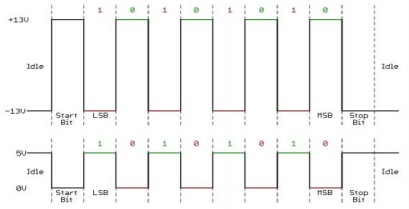 1 0 1 0 1 0 1 0
+13V
Idle Idle
-13V
Start Bit LSB MSB Stop Bit
1 0 1 0 1 0 1 0
5V
Idle Idle
0V
Start Bit LSB MSB Stop Bit